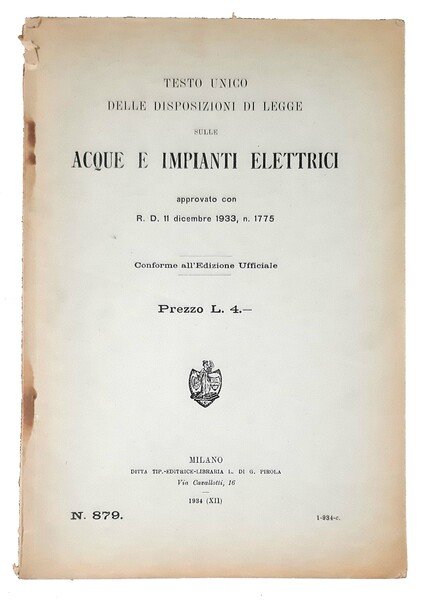 TESTO UNICO
DELLE DISPOSIZIONI DI LEGGE
SULLE
ACQUE E IMPIANTI ELETTRICI
approvato con
R. D. 11 dicembre 1933, n. 1775
Conforme all'Edizione Ufficiale
Prezzo L. 4.—
MILANO
DITTA TIP.-EDITRICE-LIBRARIA L. DI G. PIROLA
Via Cavallotti, 16
—
1934 (XII)
N. 879.
1-934-c.